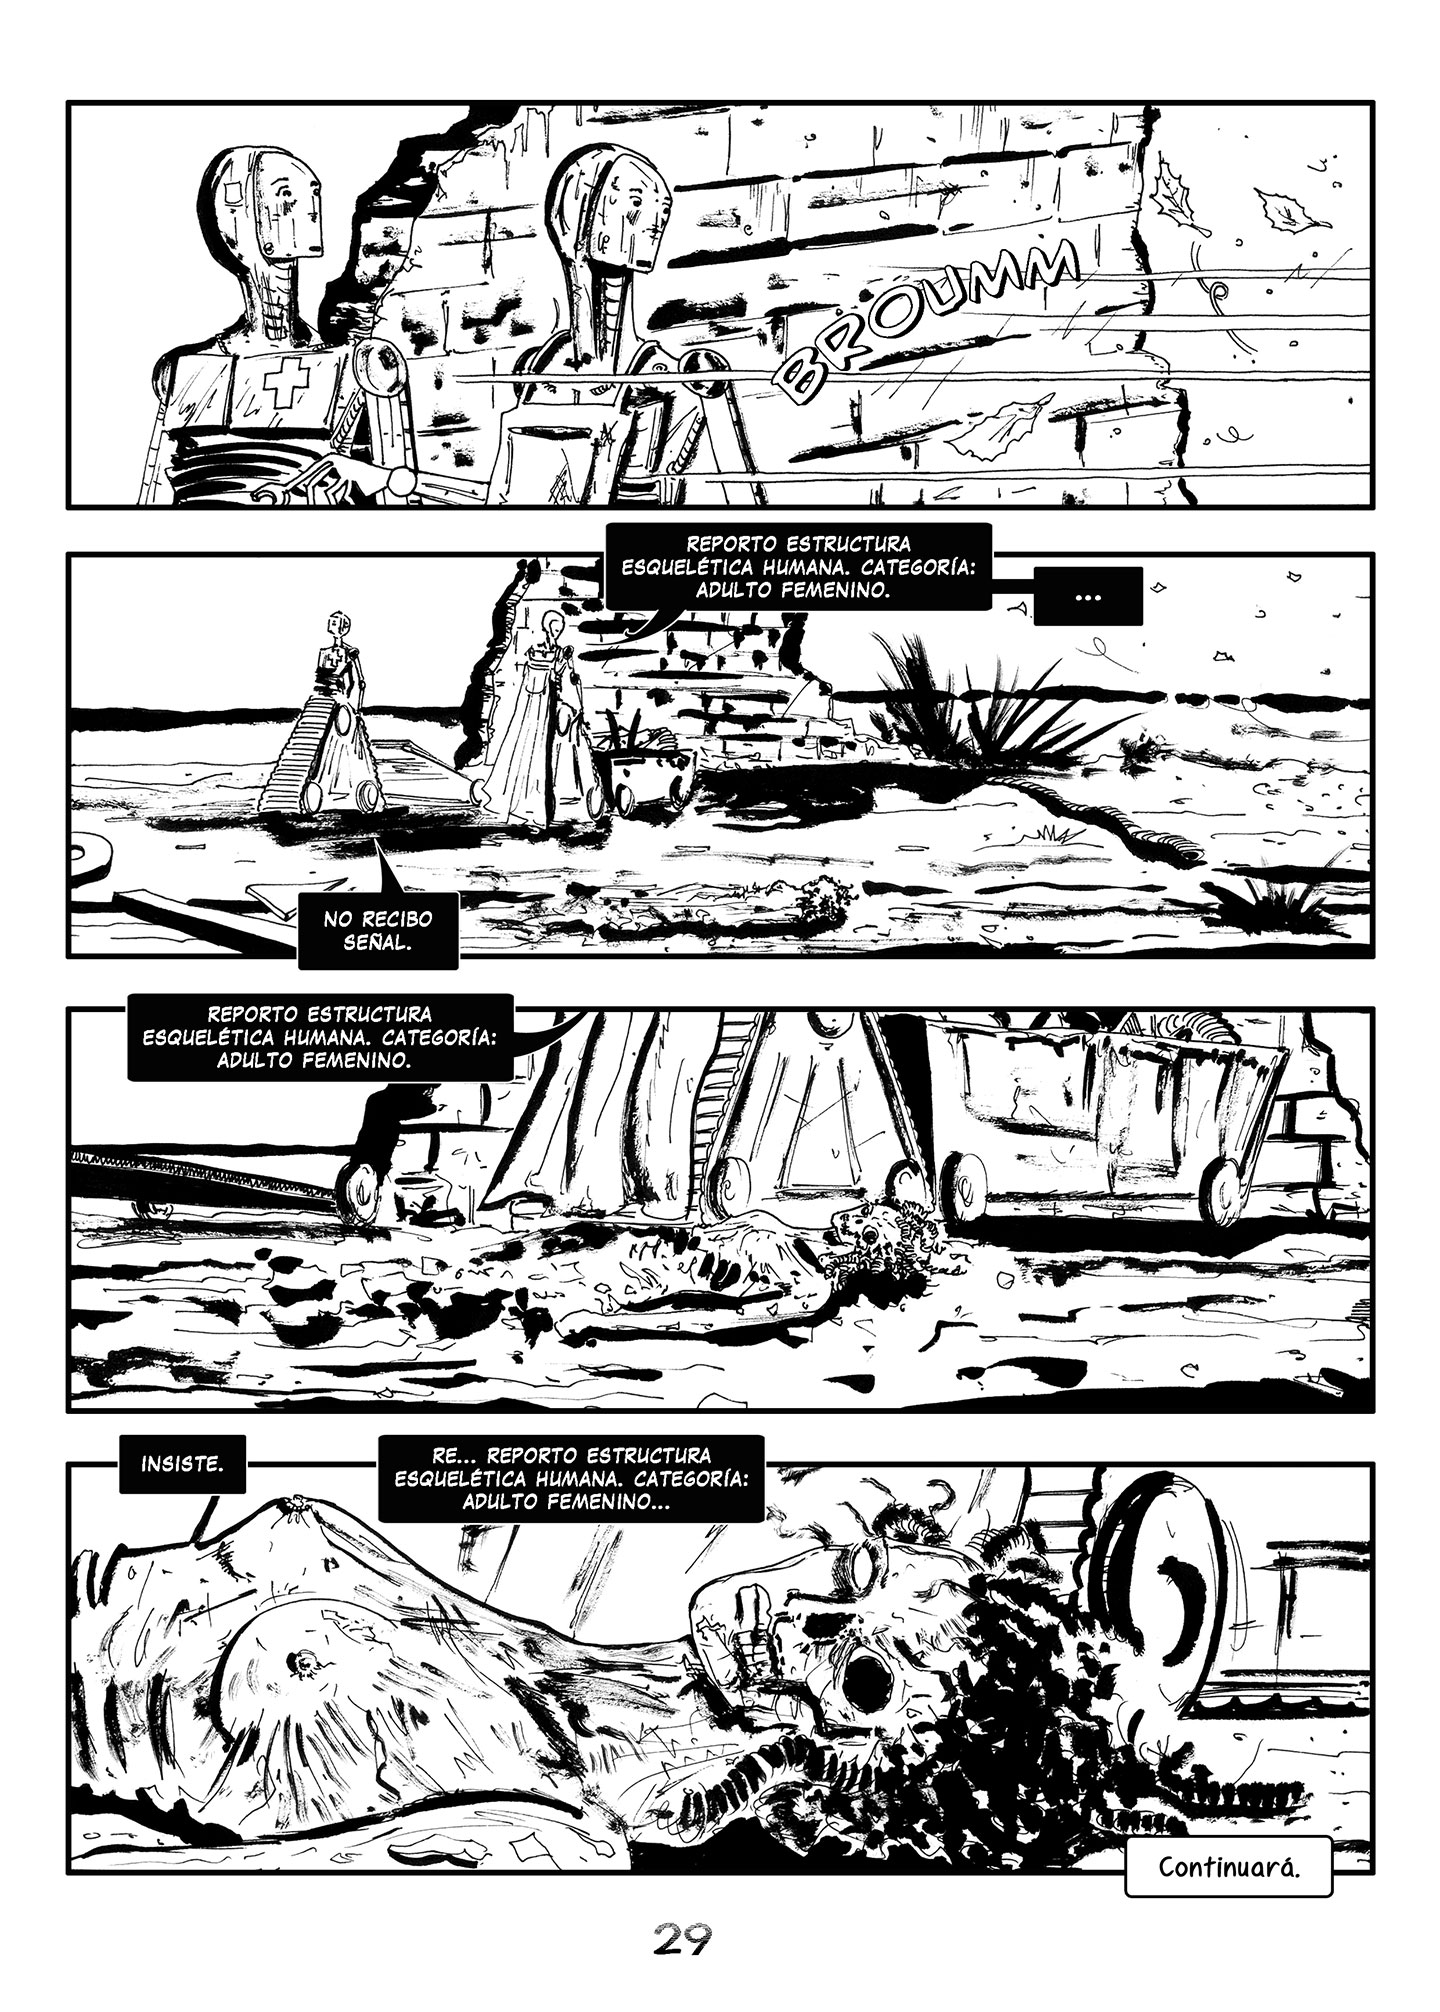 BROUMM
REPORTO ESTRUCTURA
ESQUELÉTICA HUMANA. CATEGORÍA:
ADULTO FEMENINO.
...
NO RECIBO
SEÑAL.
REPORTO ESTRUCTURA
ESQUELÉTICA HUMANA. CATEGORÍA:
ADULTO FEMENINO.
INSISTE.
RE... REPORTO ESTRUCTURA
ESQUELÉTICA HUMANA. CATEGORÍA:
ADULTO FEMENINO...
Continuará.
29